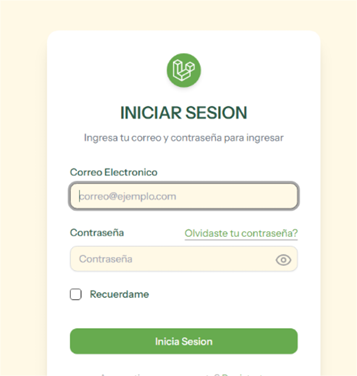 INICIAR SESION
Ingresa tu correo y contraseña para ingresar
Correo Electronico
correo@ejemplo.com
Contraseña Olvidaste tu contraseña?
Contraseña
Recuerdame
Inicia Sesion